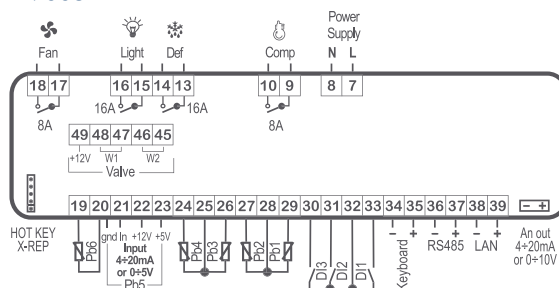 Fan
Light
Def
Comp
Power
Supply
N L
18 17
16 15 14 13
10 9
8 7
8A
16A
16A
8A
49 48 47 46 45
+12V W1 W2
Valve
19 20 21 22 23 24 25 26 27 28 29 30 31 32 33 34 35 36 37 38 39
- +
HOT KEY
X-REP
Pb6
gnd In +12V +5V
Input
4÷20mA
or 0÷5V
Pb5
Pb4
Pb3
Pb2
Pb1
DI3
DI2
DI1
- +
Keyboard
- +
RS485
- +
LAN
An out
4÷20mA
or 0÷10V